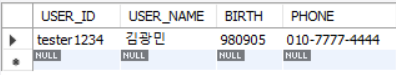 USER_ID USER_NAME BIRTH PHONE
tester1234 김광민 980905 010-7777-4444
NULL NULL NULL NULL